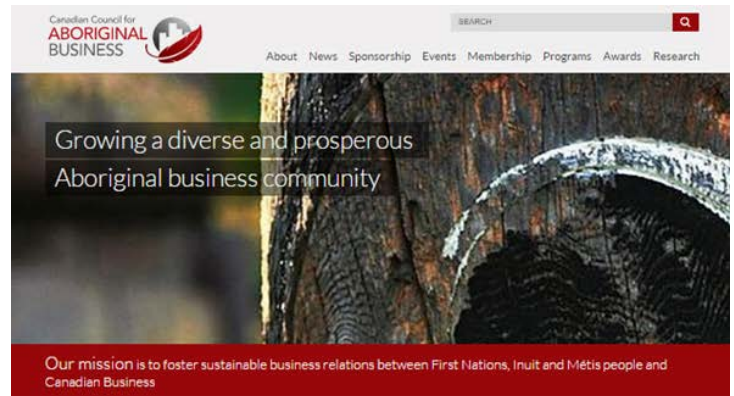 Canadian Council for
ABORIGINAL
BUSINESS
SEARCH
About News Sponsorship Events Membership Programs Awards Research
Growing a diverse and prosperous
Aboriginal business community
Our mission is to foster sustainable business relations between First Nations, Inuit and Métis people and
Canadian Business